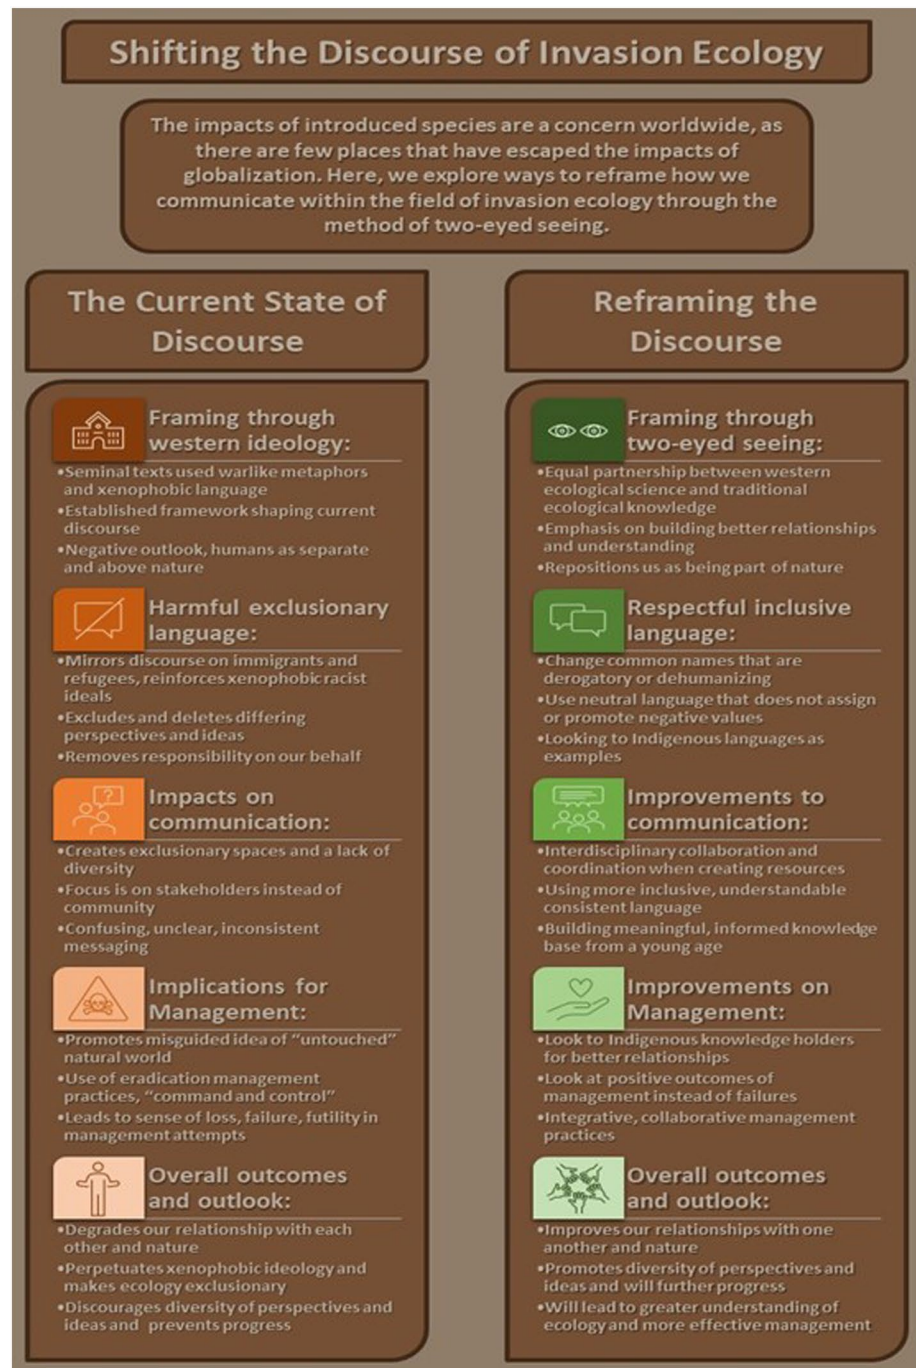 Shifting the Discourse of Invasion Ecology
The impacts of introduced species are a concern worldwide, as
there are few places that have escaped the impacts of
globalization. Here, we explore ways to reframe how we
communicate within the field of invasion ecology through the
method of two-eyed seeing.
The Current State of
Discourse
Framing through
western ideology:
•Seminal texts used warlike metaphors
and xenophobic language
•Established framework shaping current
discourse
•Negative outlook, humans as separate
and above nature
Harmful exclusionary
language:
•Mirrors discourse on immigrants and
refugees, reinforces xenophobic racist
ideals
•Excludes and deletes differing
perspectives and ideas
•Removes responsibility on our behalf
?
Impacts on
communication:
•Creates exclusionary spaces and a lack of
diversity
•Focus is on stakeholders instead of
community
•Confusing, unclear, inconsistent
messaging
Implications for
Management:
•Promotes misguided idea of “untouched”
natural world
•Use of eradication management
practices, “command and control”
•Leads to sense of loss, failure, futility in
management attempts
Overall outcomes
and outlook:
•Degrades our relationship with each
other and nature
•Perpetuates xenophobic ideology and
makes ecology exclusionary
•Discourages diversity of perspectives and
ideas and prevents progress
Reframing the
Discourse
Framing through
two-eyed seeing:
•Equal partnership between western
ecological science and traditional
ecological knowledge
•Emphasis on building better relationships
and understanding
•Repositions us as being part of nature
Respectful inclusive
language:
•Change common names that are
derogatory or dehumanizing
•Use neutral language that does not assign
or promote negative values
•Looking to Indigenous languages as
examples
Improvements to
communication:
•Interdisciplinary collaboration and
coordination when creating resources
•Using more inclusive, understandable
consistent language
•Building meaningful, informed knowledge
base from a young age
Improvements on
Management:
•Look to Indigenous knowledge holders
for better relationships
•Look at positive outcomes of
management instead of failures
•Integrative, collaborative management
practices
Overall outcomes
and outlook:
•Improves our relationships with one
another and nature
•Promotes diversity of perspectives and
ideas and will further progress
•Will lead to greater understanding of
ecology and more effective management